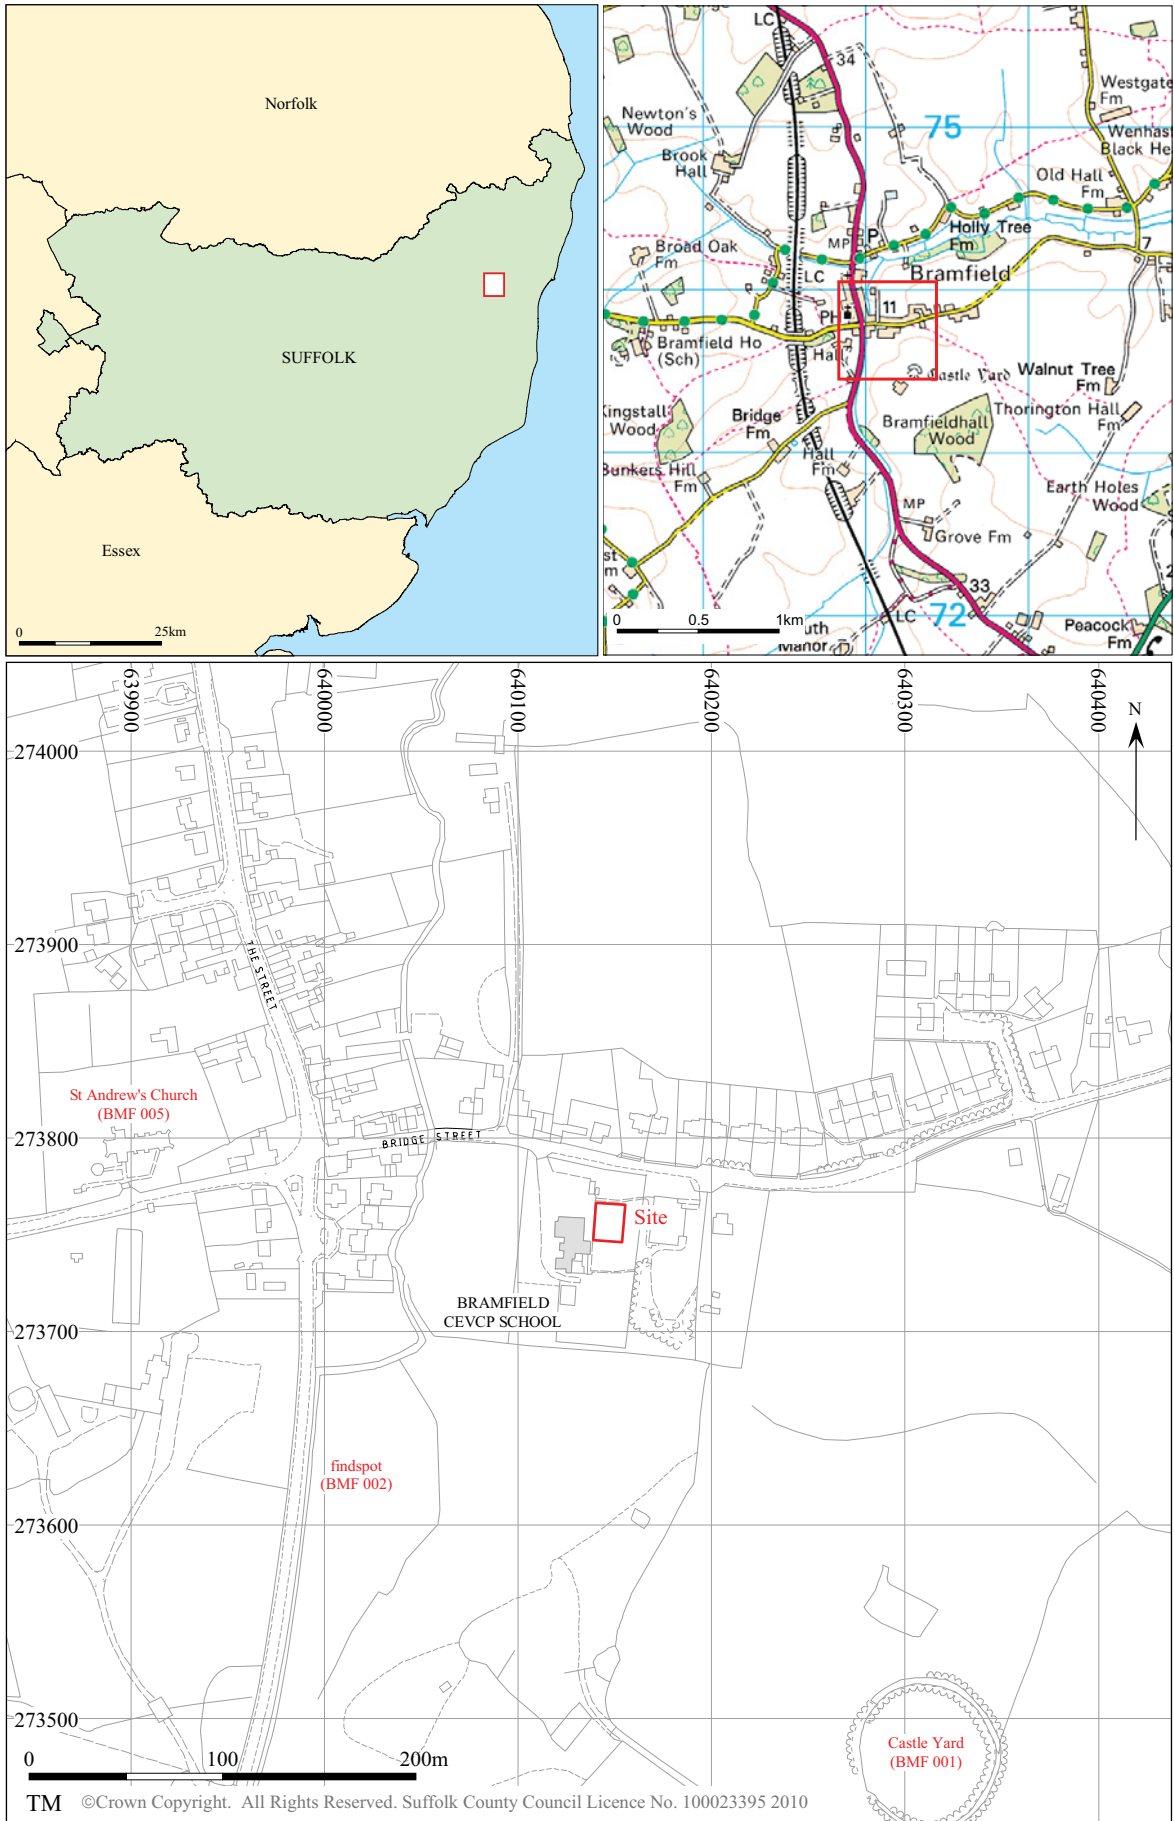 Norfolk
SUFFOLK
Essex
0
25km
LC
34
Newton's
Wood
Brook
Hall
75
Westgate
Fm
Wenhas
Black He
Old Hall
Fm
Broad Oak
Fm
MP
P
Holly Tree
Fm
7
LC
Bramfield
PH
11
Bramfield Ho
(Sch)
Hall
Castle Yard
Walnut Tree
Fm
Kingstall
Wood
Bridge
Fm
Bramfieldhall
Wood
Thorington Hall
Fm
Bunkers Hill
Fm
Hall
Fm
Earth Holes
Wood
MP
Grove Fm
st
m
33
2
LC
72
Peacock
Fm
uth
Manor
0
0.5
1km
639900
640000
640100
640200
640300
640400
N
274000
273900
THE STREET
St Andrew's Church
(BMF 005)
273800
BRIDGE STREET
Site
BRAMFIELD
CEVCP SCHOOL
273700
findspot
(BMF 002)
273600
273500
Castle Yard
(BMF 001)
0
100
200m
TM
©Crown Copyright. All Rights Reserved. Suffolk County Council Licence No. 100023395 2010